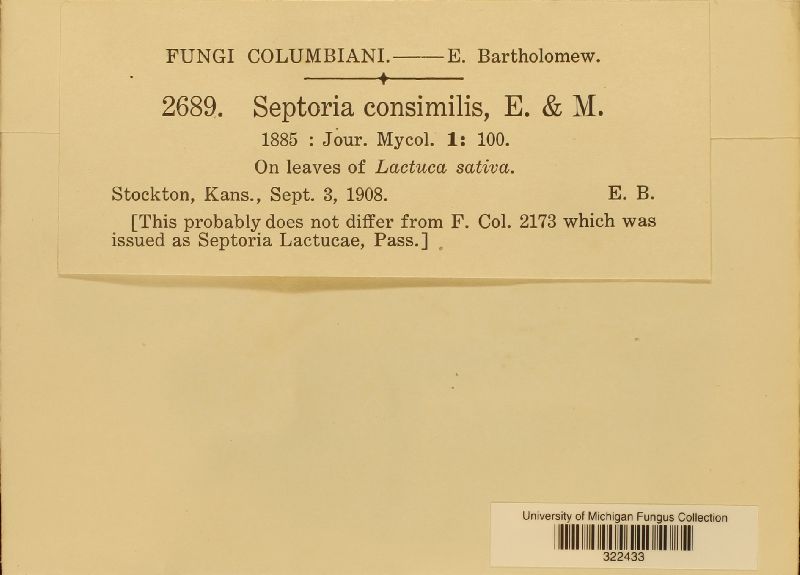 FUNGI COLUMBIANI.——E. Bartholomew.
2689. Septoria consimilis, E. & M.
1885 : Jour. Mycol. 1: 100.
On leaves of Lactuca sativa.
Stockton, Kans., Sept. 3, 1908. E. B.
[This probably does not differ from F. Col. 2173 which was
issued as Septoria Lactucae, Pass.]
University of Michigan Fungus Collection
322433